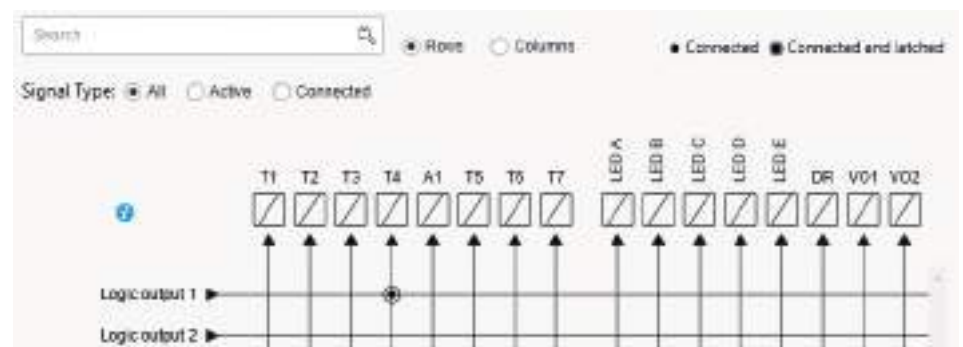 Search
Rows Columns
Connected Connected and latched
Signal Type: All Active Connected
T1 T2 T3 T4 A1 T5 T6 T7 LED A LED B LED C LED D LED E DR VO1 VO2
Logic output 1
Logic output 2